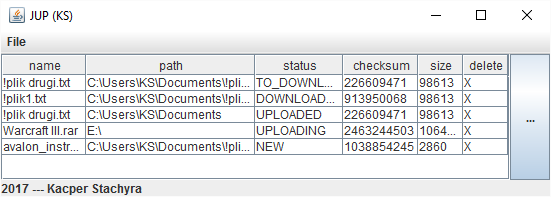 JUP (KS)
File
name path status checksum size delete
!plik drugi.txt C:\Users\KS\Documents\!pli... TO_DOWNL... 226609471 98613 X
!plik1.txt C:\Users\KS\Documents\!pli... DOWNLOAD... 913950068 98613 X
!plik drugi.txt C:\Users\KS\Documents UPLOADED 226609471 98613 X
Warcraft III.rar E:\ UPLOADING 2463244503 1064... X
avalon_instr... C:\Users\KS\Documents\!pli... NEW 1038854245 2860 X
...
2017 --- Kacper Stachyra